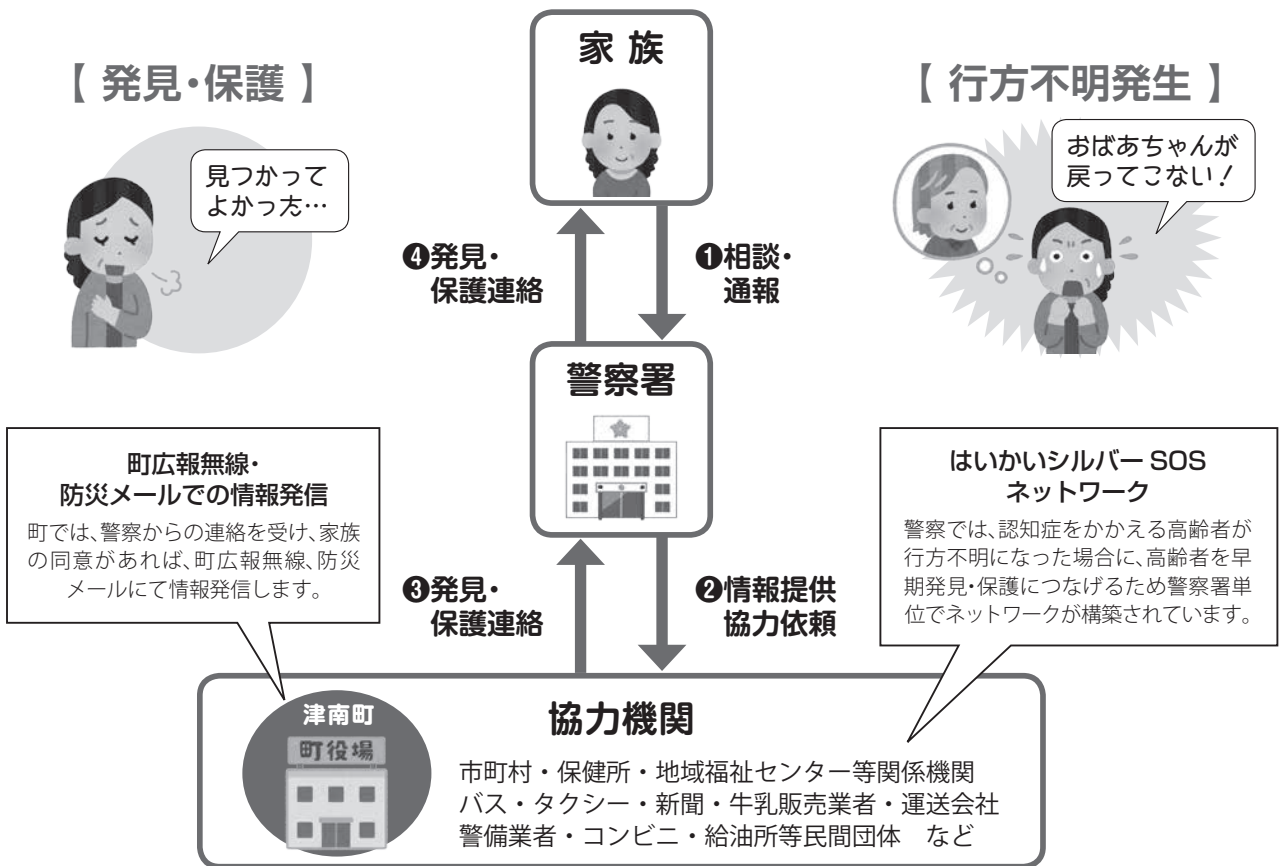 家 族
【 発見・保護 】
見つかって
よかった…
【 行方不明発生 】
おばあちゃんが
戻ってこない！
❹発見・
保護連絡
❶相談・
通報
警察署
町広報無線・
防災メールでの情報発信
町では、警察からの連絡を受け、家族
の同意があれば、町広報無線、防災
メールにて情報発信します。
はいかいシルバー SOS
ネットワーク
警察では、認知症をかかえる高齢者が
行方不明になった場合に、高齢者を早
期発見・保護につなげるため警察署単
位でネットワークが構築されています。
❸発見・
保護連絡
❷情報提供
協力依頼
津南町
町役場
協力機関
市町村・保健所・地域福祉センター等関係機関
バス・タクシー・新聞・牛乳販売業者・運送会社
警備業者・コンビニ・給油所等民間団体　など